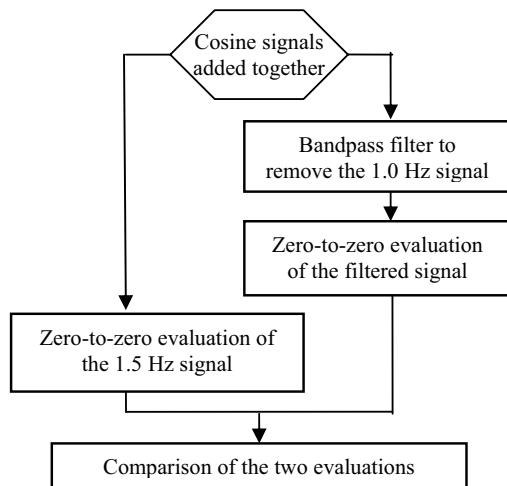 Cosine signals
added together
Bandpass filter to
remove the 1.0 Hz signal
Zero-to-zero evaluation
of the filtered signal
Zero-to-zero evaluation of
the 1.5 Hz signal
Comparison of the two evaluations